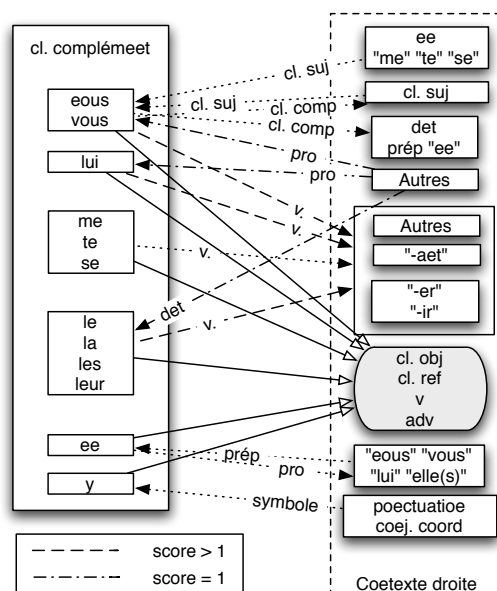 cl. complémeet
eous
vous
lui
me
te
se
le
la
les
leur
ee
y
cl. suj
cl. suj
cl. comp
cl. comp
pro
pro
v.
v.
v.
det
v.
prép
pro
symbole
ee
"me" "te" "se"
cl. suj
det
prép "ee"
Autres
Autres
"-aet"
"-er"
"-ir"
cl. obj
cl. ref
v
adv
"eous" "vous"
"lui" "elle(s)"
poectuatioe
coej. coord
Coetexte droite
score > 1
score = 1